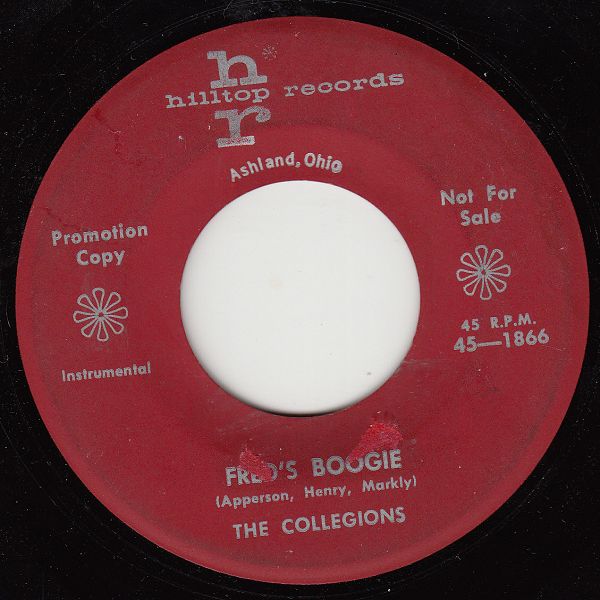 h
hilltop records
r
Ashland, Ohio
Promotion
Copy
Instrumental
Not For
Sale
45 R.P.M.
45—1866
FRED'S BOOGIE
(Apperson, Henry, Markly)
THE COLLEGIONS